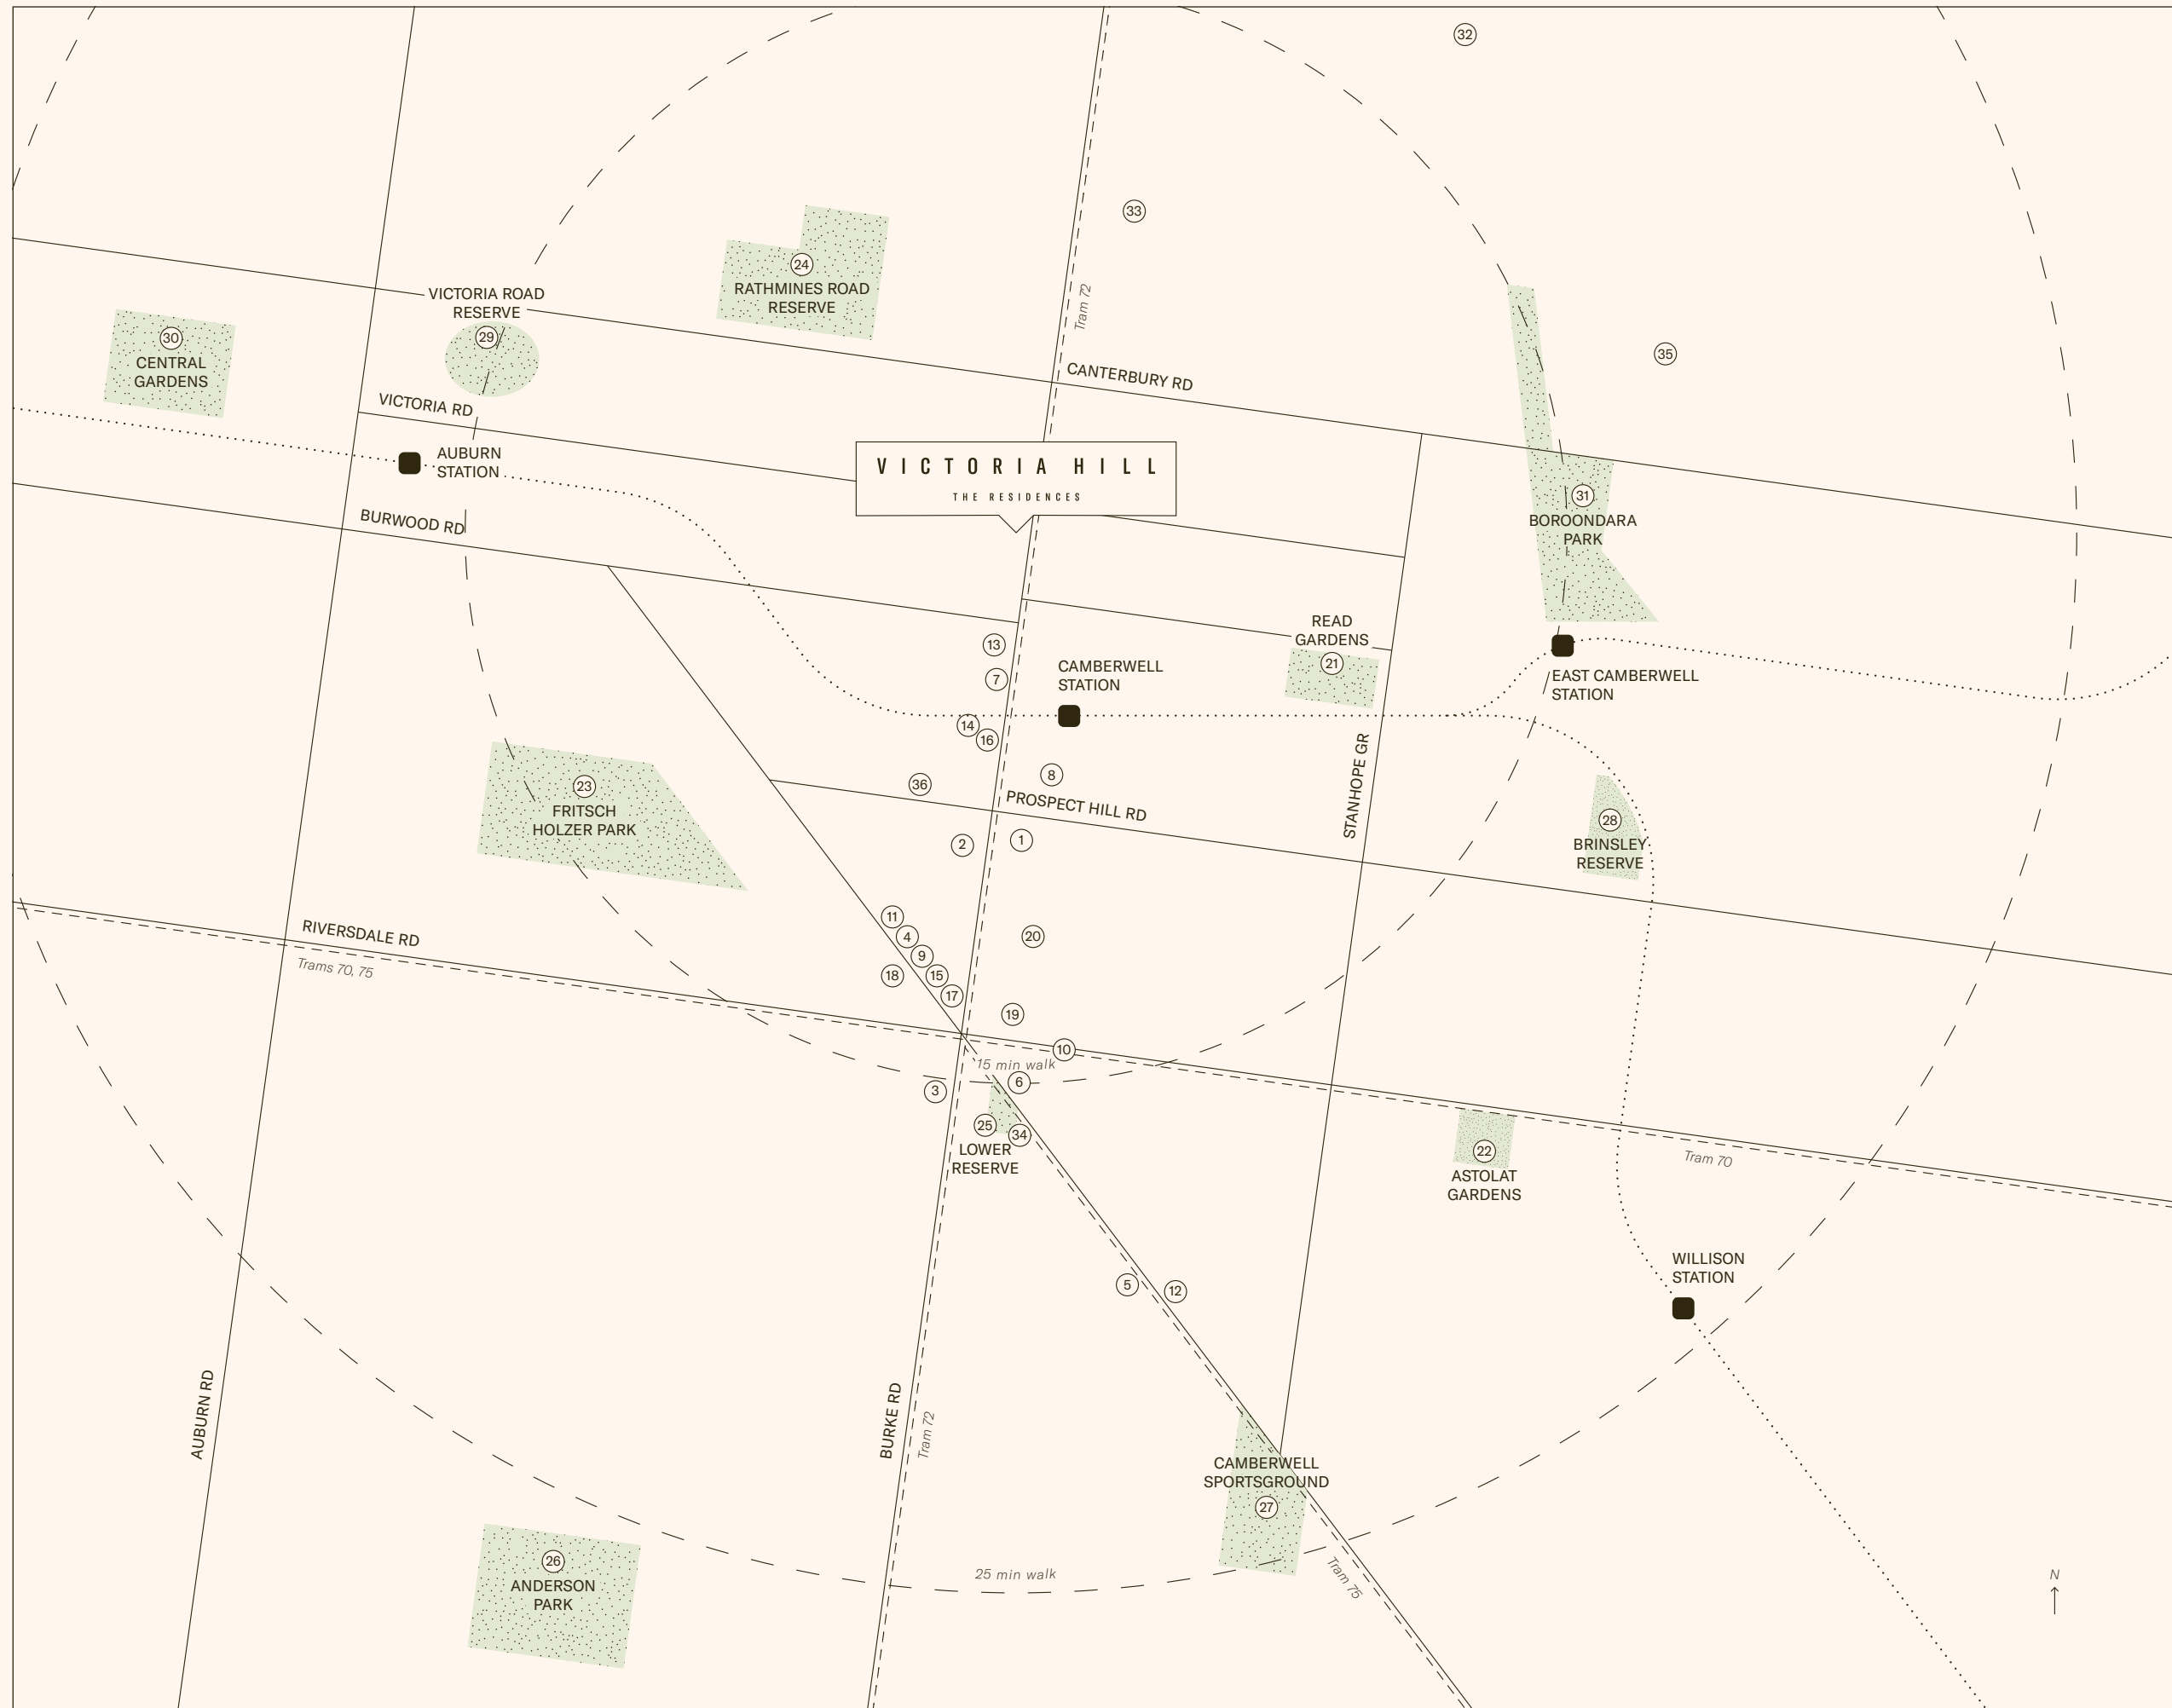 32
33
24
RATHMINES ROAD
RESERVE
Tram 72
VICTORIA ROAD
RESERVE
29
30
CENTRAL
GARDENS
35
CANTERBURY RD
VICTORIA RD
AUBURN
STATION
VICTORIA HILL
THE RESIDENCES
31
BOROONDARA
PARK
BURWOOD RD
READ
GARDENS
21
13
7
CAMBERWELL
STATION
EAST CAMBERWELL
STATION
14
16
8
36
PROSPECT HILL RD
STANHOPE GR
23
FRITSCH
HOLZER PARK
28
BRINSLEY
RESERVE
2
1
11
4
9
18
15
17
20
RIVERSDALE RD
Trams 70, 75
19
10
15 min walk
6
3
25
34
LOWER
RESERVE
22
ASTOLAT
GARDENS
Tram 70
WILLISON
STATION
5
12
AUBURN RD
BURKE RD
Tram 72
CAMBERWELL
SPORTSGROUND
27
Tram 75
25 min walk
26
ANDERSON
PARK
N